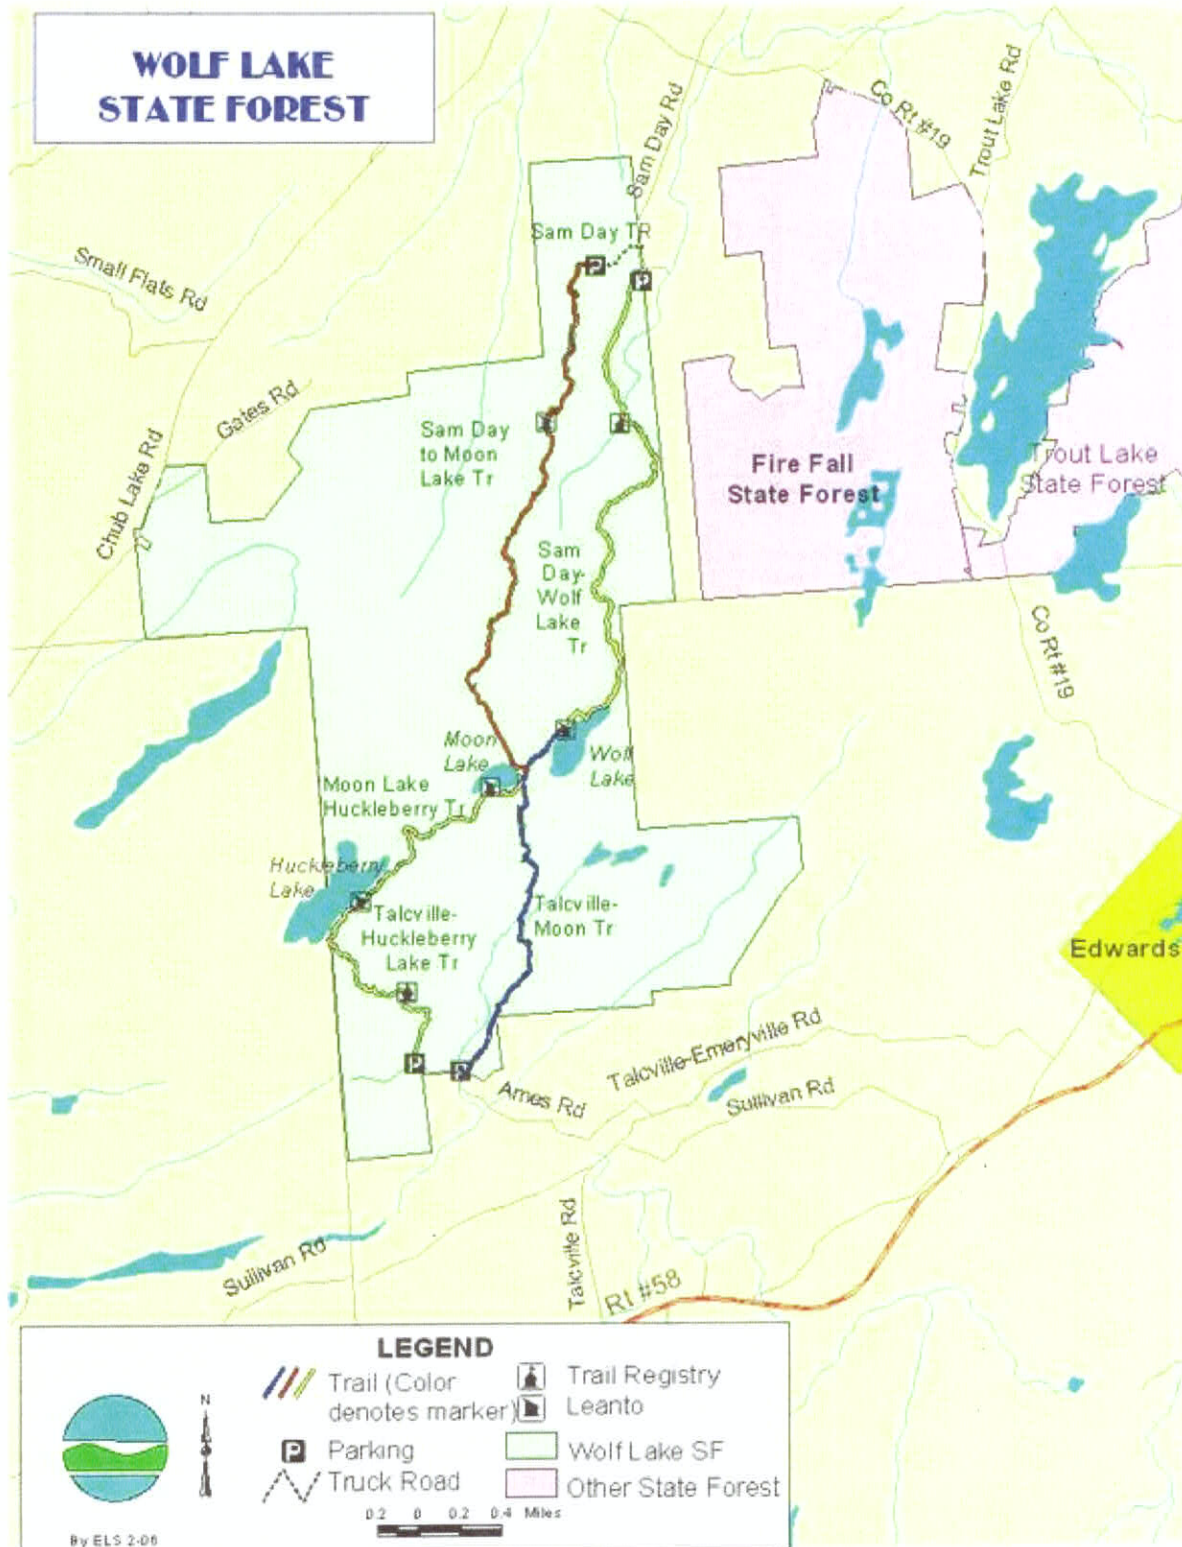 WOLF LAKE
STATE FOREST
Co Rt #19
Trout Lake Rd
Sam Day Rd
Sam Day TR
Small Flats Rd
Gates Rd
Chub Lake Rd
Sam Day
to Moon
Lake Tr
Fire Fall
State Forest
Trout Lake
State Forest
Sam
Day-
Wolf
Lake
Tr
Co Rt #19
Moon
Lake
Wolf
Lake
Moon Lake
Huckleberry Tr
Huckleberry
Lake
Talcville-
Huckleberry
Lake Tr
Talcville-
Moon Tr
Edwards
Talcville-Emeryville Rd
Ames Rd
Sullivan Rd
Sullivan Rd
Talcville Rd
Rt #58
LEGEND
Trail (Color
denotes marker)
Trail Registry
Leanto
P Parking
Truck Road
Wolf Lake SF
Other State Forest
N
0.2 0 0.2 0.4 Miles
By ELS 2-06